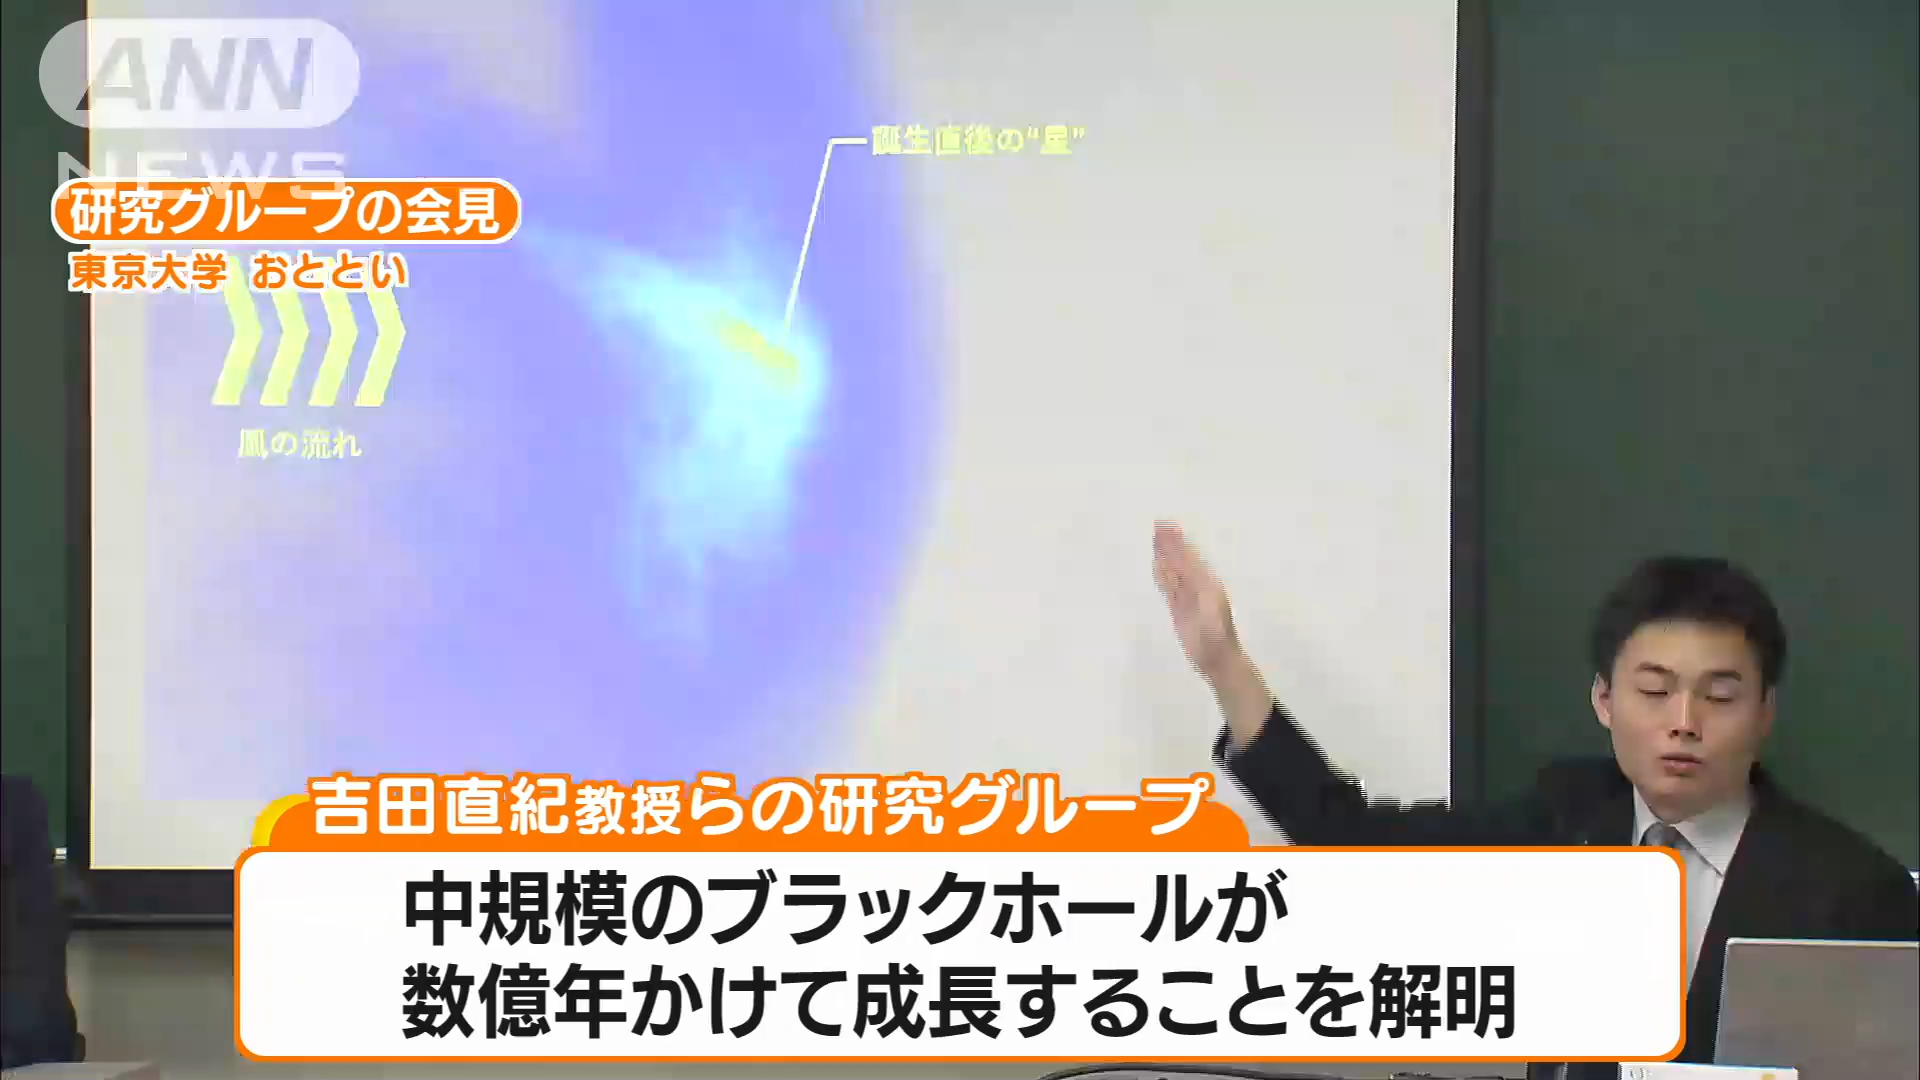 ANN
NEWS
研究グループの会見
東京大学 おととい
誕生直後の“星”
風の流れ
吉田直紀教授らの研究グループ
中規模のブラックホールが
数億年かけて成長することを解明